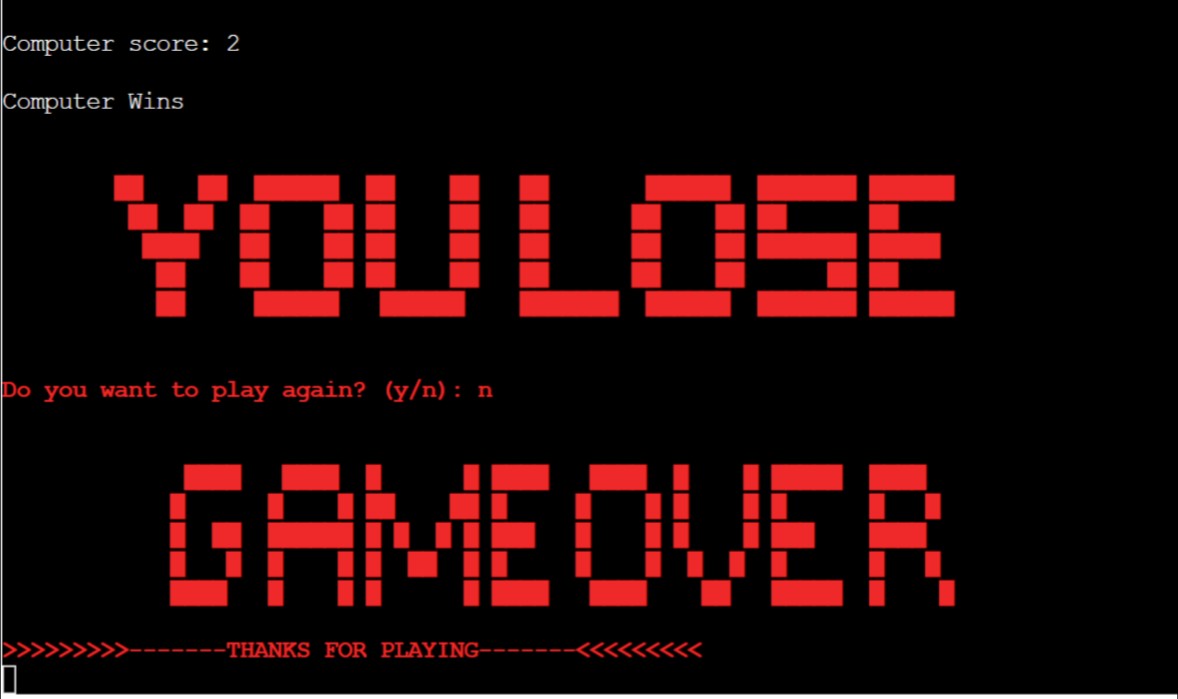 Computer score: 2
Computer Wins
YOU LOSE
Do you want to play again? (y/n): n
GAME OVER
>>>>>>>>>-------THANKS FOR PLAYING-------<<<<<<<<<